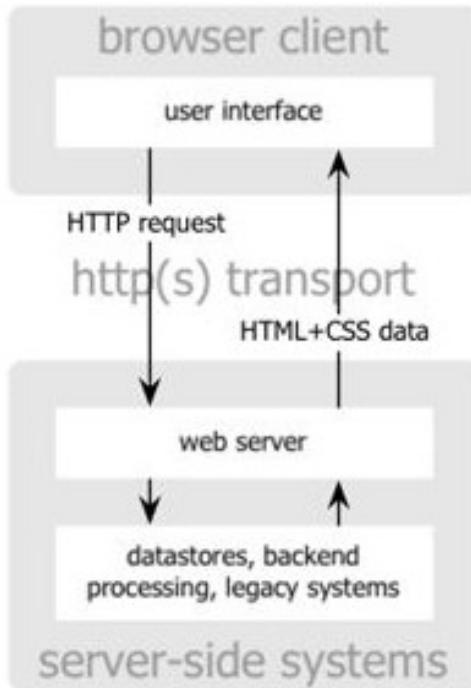 browser client
user interface
HTTP request
http(s) transport
HTML+CSS data
web server
datastores, backend
processing, legacy systems
server-side systems